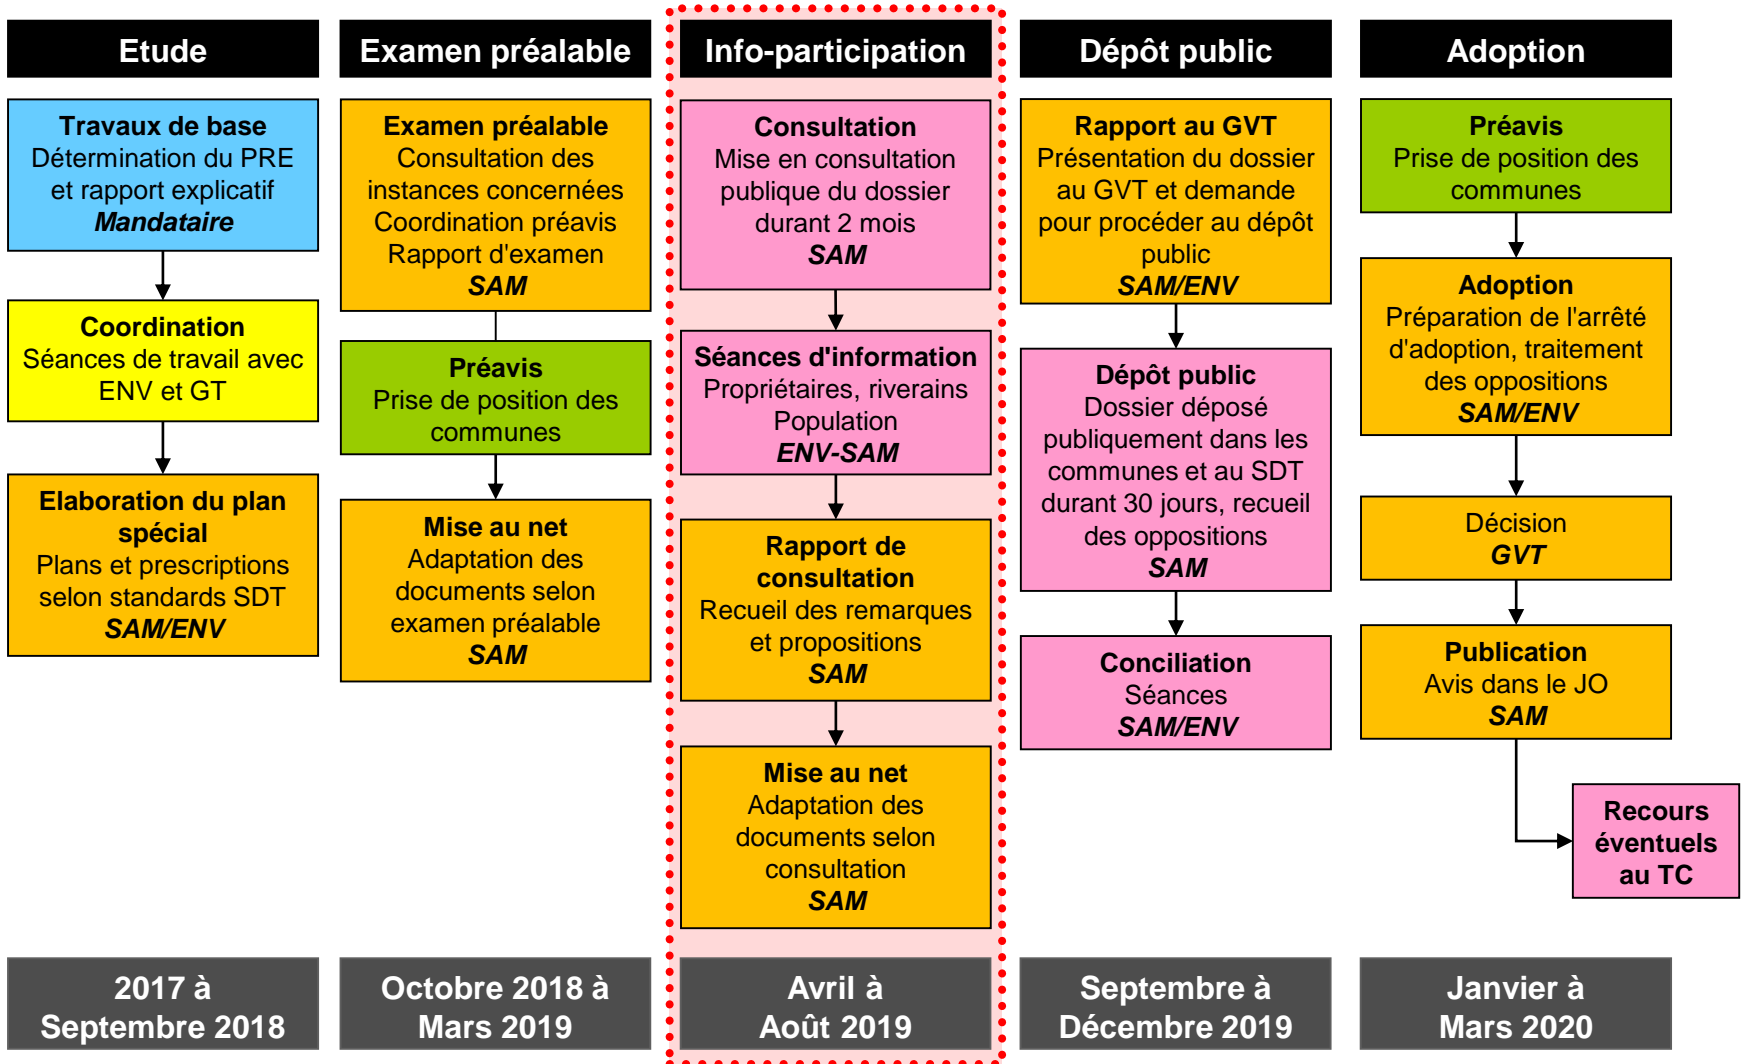 Etude
Travaux de base
Détermination du PRE
et rapport explicatif
Mandataire
Coordination
Séances de travail avec
ENV et GT
Elaboration du plan
spécial
Plans et prescriptions
selon standards SDT
SAM/ENV
2017 à
Septembre 2018
Examen préalable
Examen préalable
Consultation des
instances concernées
Coordination préavis
Rapport d'examen
SAM
Préavis
Prise de position des
communes
Mise au net
Adaptation des
documents selon
examen préalable
SAM
Octobre 2018 à
Mars 2019
Info-participation
Consultation
Mise en consultation
publique du dossier
durant 2 mois
SAM
Séances d'information
Propriétaires, riverains
Population
ENV-SAM
Rapport de
consultation
Recueil des remarques
et propositions
SAM
Mise au net
Adaptation des
documents selon
consultation
SAM
Avril à
Août 2019
Dépôt public
Rapport au GVT
Présentation du dossier
au GVT et demande
pour procéder au dépôt
public
SAM/ENV
Dépôt public
Dossier déposé
publiquement dans les
communes et au SDT
durant 30 jours, recueil
des oppositions
SAM
Conciliation
Séances
SAM/ENV
Septembre à
Décembre 2019
Adoption
Préavis
Prise de position des
communes
Adoption
Préparation de l'arrêté
d'adoption, traitement
des oppositions
SAM/ENV
Décision
GVT
Publication
Avis dans le JO
SAM
Recours
éventuels
au TC
Janvier à
Mars 2020